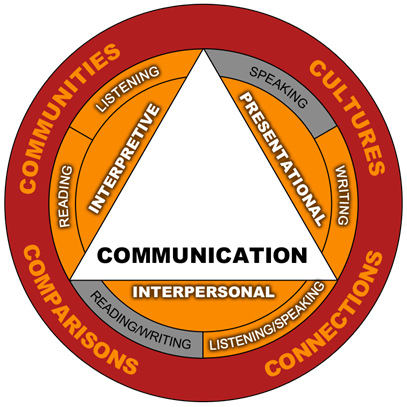 COMMUNITIES
CULTURES
LISTENING
SPEAKING
READING
INTERPRETIVE
PRESENTATIONAL
WRITING
COMMUNICATION
INTERPERSONAL
READING/WRITING
LISTENING/SPEAKING
COMPARISONS
CONNECTIONS